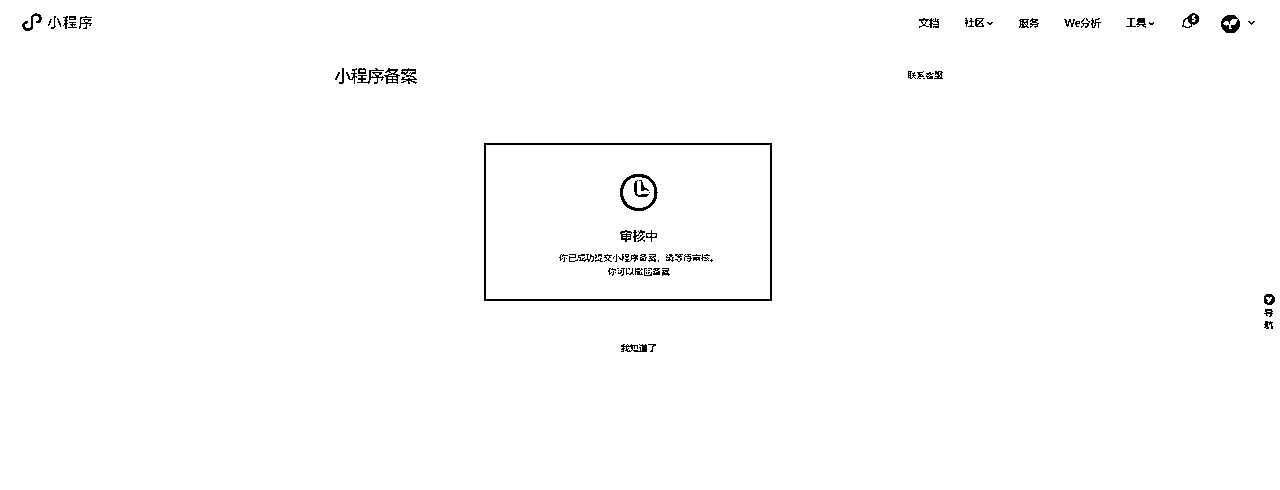 小程序
文档 社区 服务 We分析 工具
小程序备案 联系客服
审核中
你已成功提交小程序备案，请等待审核。
你可以撤回备案
导
航
我知道了